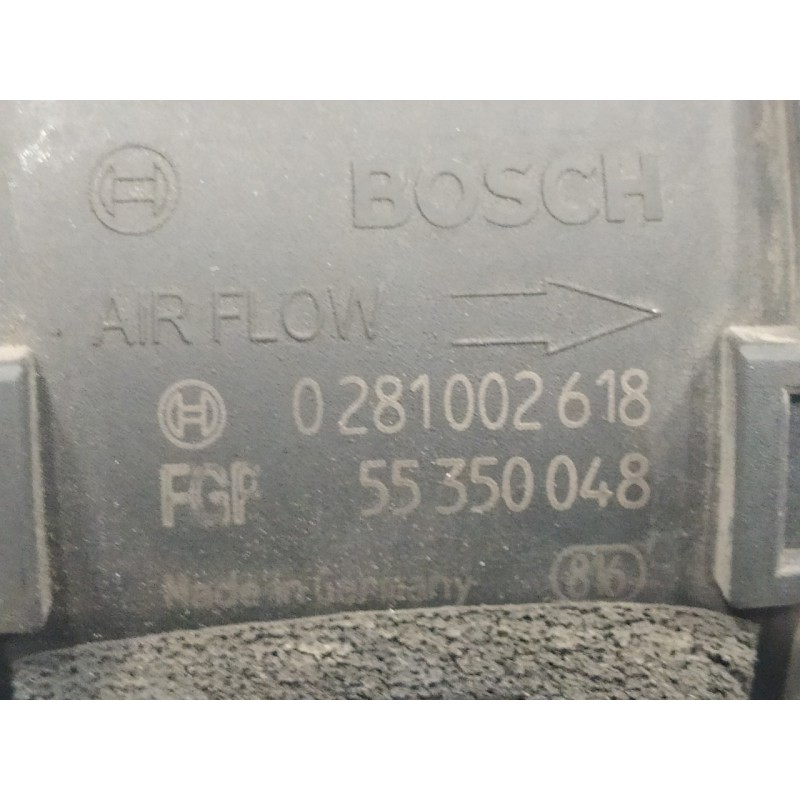 BOSCH
AIR FLOW
0 281 002 618
FGP 55 350 048
Made in Germany 816